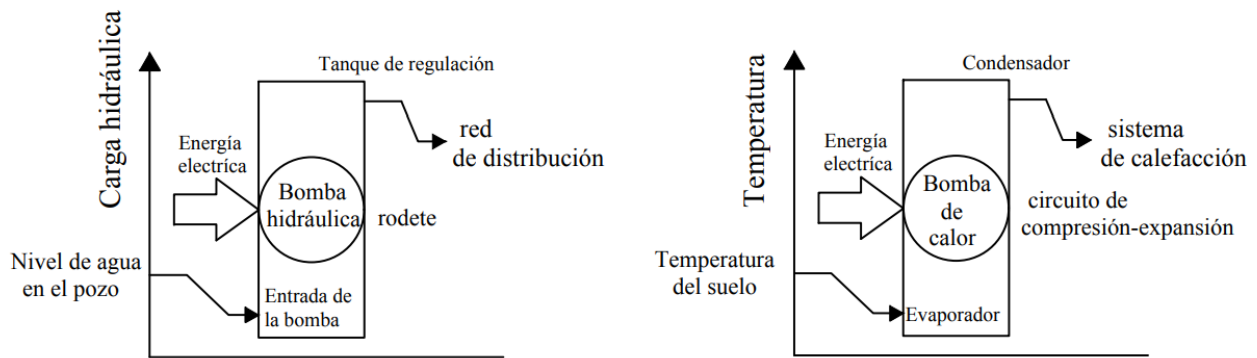 Carga hidráulica
Tanque de regulación
Energía
electríca
red
de distribución
Bomba
hidráulica
rodete
Nivel de agua
en el pozo
Entrada de
la bomba
Temperatura
Condensador
Energía
electríca
sistema
de calefacción
Bomba
de
calor
circuito de
compresión-expansión
Temperatura
del suelo
Evaporador